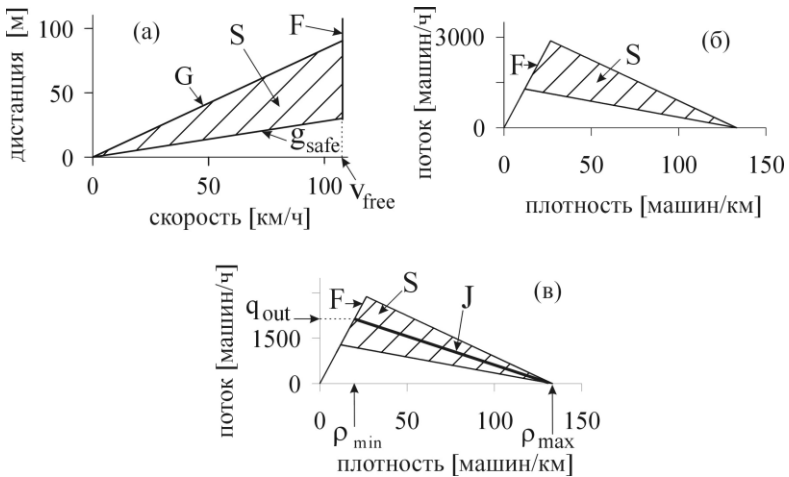 дистанция [м]
100
50
0
(а)
F
S
G
g safe
0
50
100
v free
скорость [км/ч]
поток [машин/ч]
3000
0
(б)
F
S
0
50
100
150
плотность [машин/км]
поток [машин/ч]
q out
1500
0
(в)
F
S
J
0
50
100
150
ρ min
ρ max
плотность [машин/км]